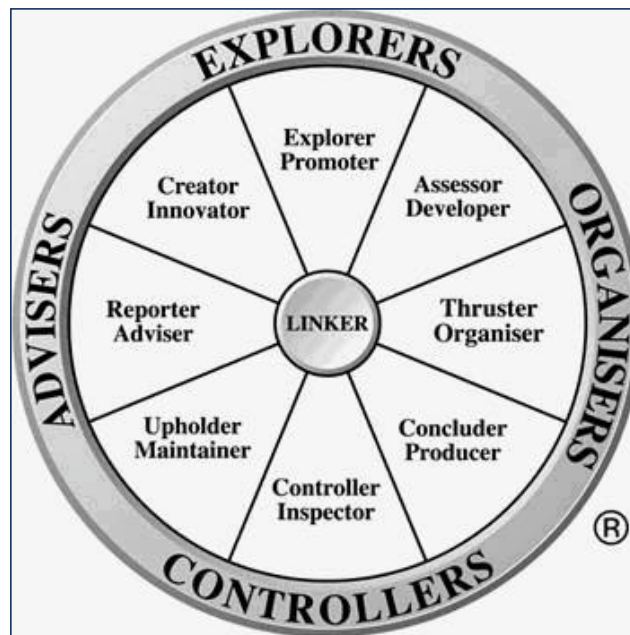 EXPLORERS
Explorer
Promoter
Creator
Innovator
Assessor
Developer
ADVISERS
ORGANISERS
Reporter
Adviser
LINKER
Thruster
Organiser
Upholder
Maintainer
Concluder
Producer
Controller
Inspector
CONTROLLERS
®